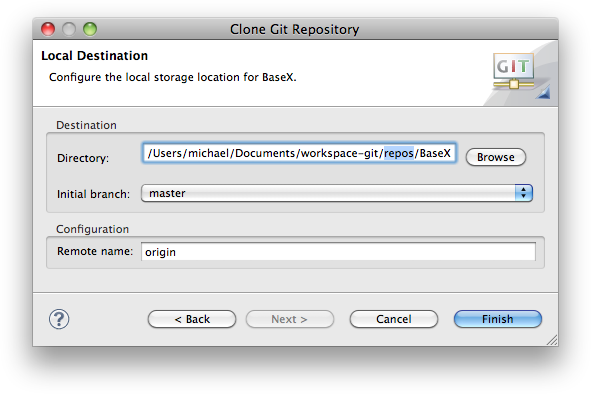 Clone Git Repository
Local Destination
Configure the local storage location for BaseX.
GIT
Destination
Directory: /Users/michael/Documents/workspace-git/repos/BaseX Browse
Initial branch: master
Configuration
Remote name: origin
? < Back Next > Cancel Finish